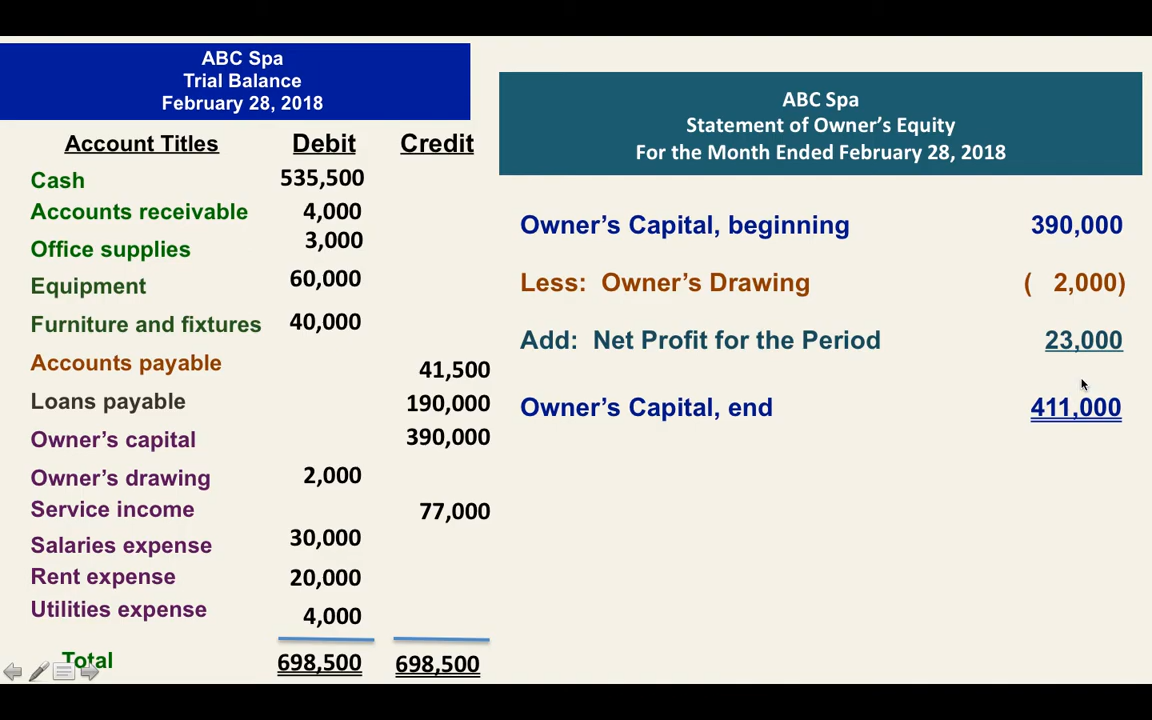 ABC Spa
Trial Balance
February 28, 2018
Account Titles Debit Credit
Cash 535,500
Accounts receivable 4,000
Office supplies 3,000
Equipment 60,000
Furniture and fixtures 40,000
Accounts payable 41,500
Loans payable 190,000
Owner’s capital 390,000
Owner’s drawing 2,000
Service income 77,000
Salaries expense 30,000
Rent expense 20,000
Utilities expense 4,000
Total 698,500 698,500
ABC Spa
Statement of Owner’s Equity
For the Month Ended February 28, 2018
Owner’s Capital, beginning 390,000
Less: Owner’s Drawing ( 2,000)
Add: Net Profit for the Period 23,000
Owner’s Capital, end 411,000